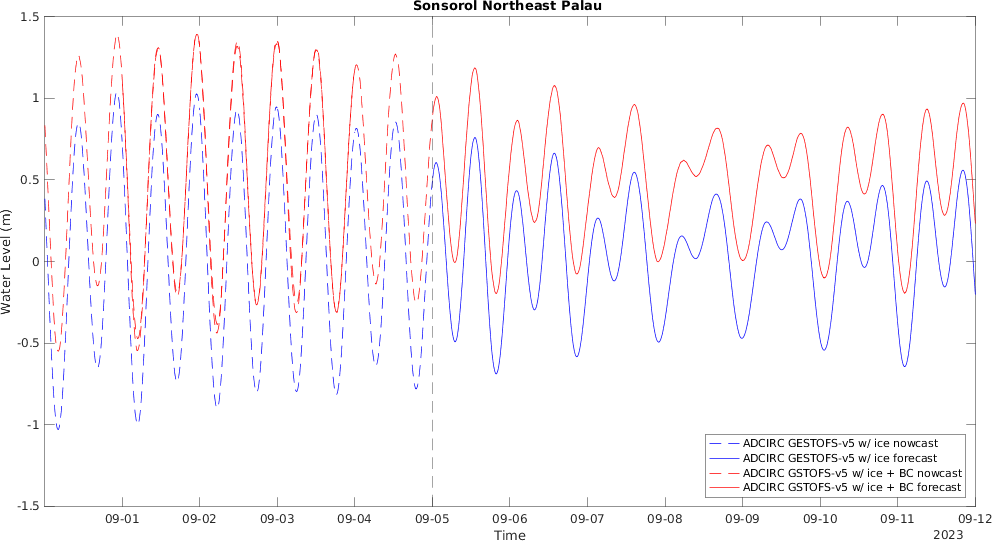 Sonsorol Northeast Palau
1.5
1
0.5
0
-0.5
-1
-1.5
Water Level (m)
09-01 09-02 09-03 09-04 09-05 09-06 09-07 09-08 09-09 09-10 09-11 09-12
Time
2023
ADCIRC GESTOFS-v5 w/ ice nowcast
ADCIRC GESTOFS-v5 w/ ice forecast
ADCIRC GSTOFS-v5 w/ ice + BC nowcast
ADCIRC GSTOFS-v5 w/ ice + BC forecast